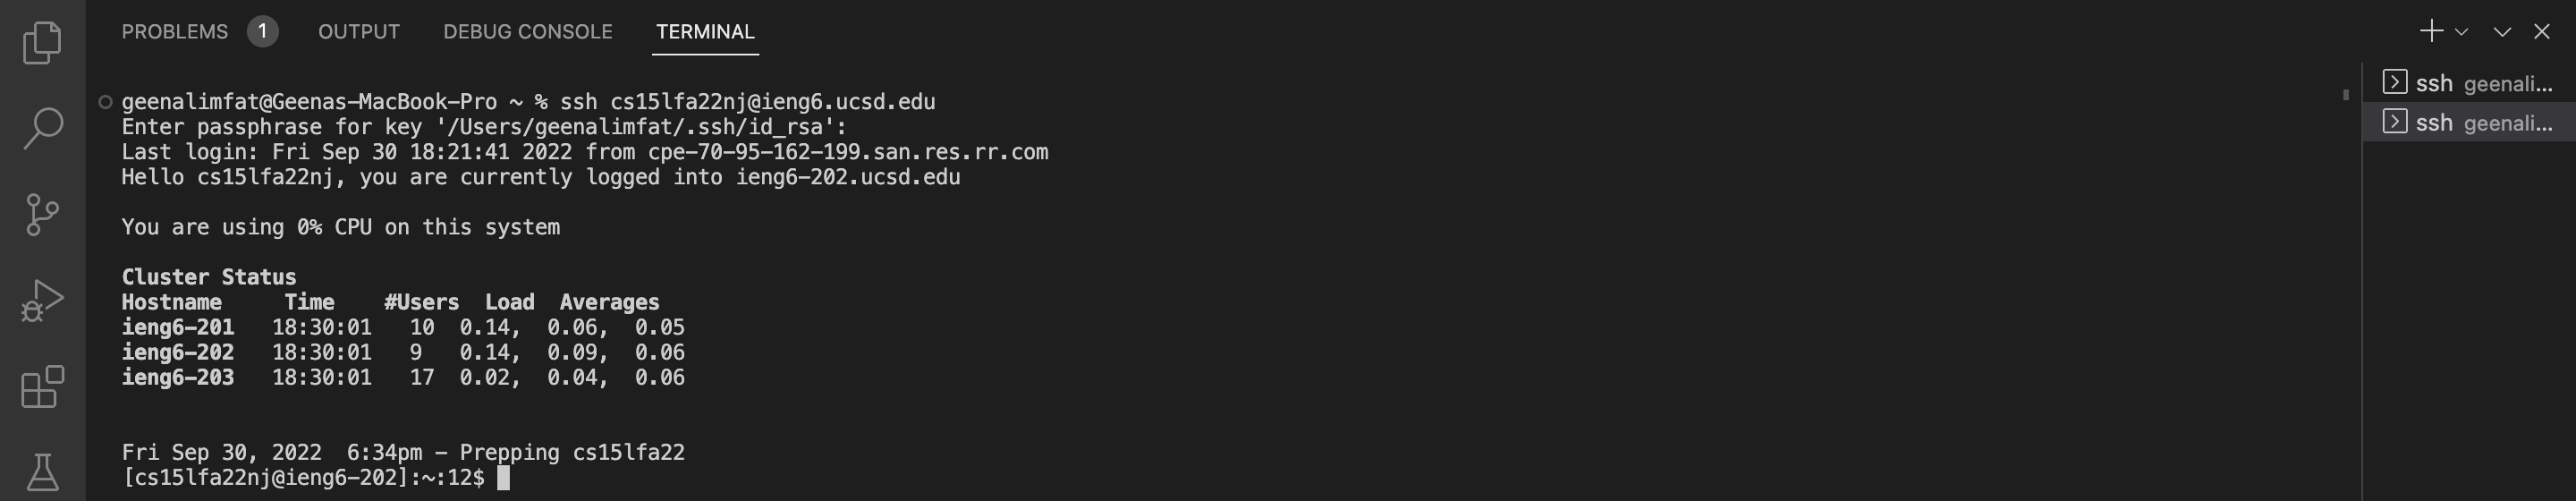 PROBLEMS 1 OUTPUT DEBUG CONSOLE TERMINAL
geenalimfat@Geenas-MacBook-Pro ~ % ssh cs15lfa22nj@ieng6.ucsd.edu
Enter passphrase for key '/Users/geenalimfat/.ssh/id_rsa':
Last login: Fri Sep 30 18:21:41 2022 from cpe-70-95-162-199.san.res.rr.com
Hello cs15lfa22nj, you are currently logged into ieng6-202.ucsd.edu
You are using 0% CPU on this system
Cluster Status
Hostname     Time    #Users  Load  Averages
ieng6-201   18:30:01   10  0.14,  0.06,  0.05
ieng6-202   18:30:01   9   0.14,  0.09,  0.06
ieng6-203   18:30:01   17  0.02,  0.04,  0.06
Fri Sep 30, 2022  6:34pm - Prepping cs15lfa22
[cs15lfa22nj@ieng6-202]:~:12$
ssh geenali...
ssh geenali...